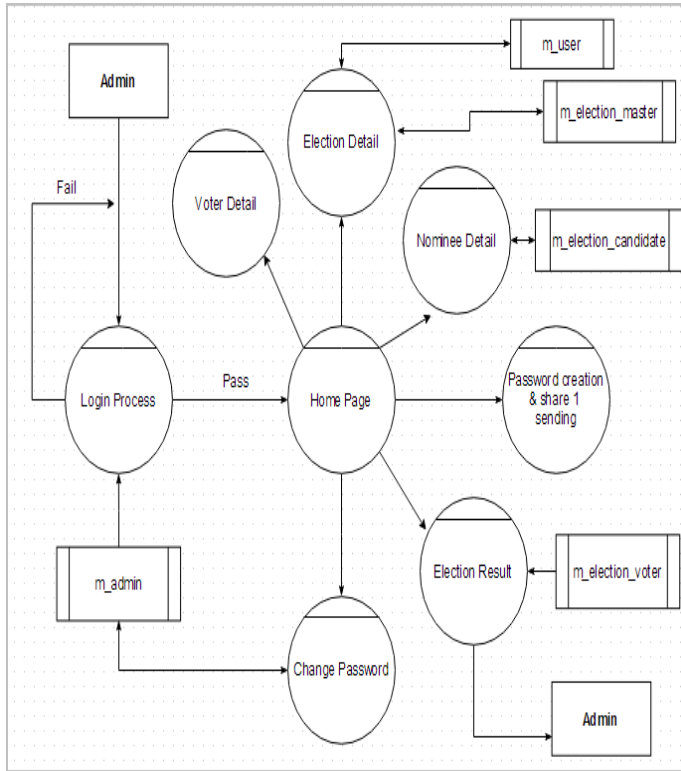 m_user
Admin
m_election_master
Election Detail
Fail
Voter Detail
Nominee Detail
m_election_candidate
Pass
Login Process
Home Page
Password creation
& share 1
sending
m_admin
Election Result
m_election_voter
Change Password
Admin